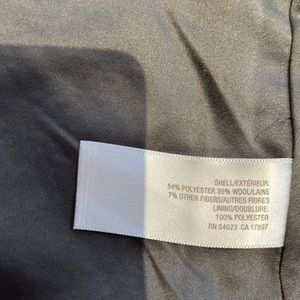 SHELL/EXTÉRIEUR:
54% POLYESTER 39% WOOL/LAINE
7% OTHER FIBERS/AUTRES FIBRES
LINING/DOUBLURE:
100% POLYESTER
RN 54023 CA 17897